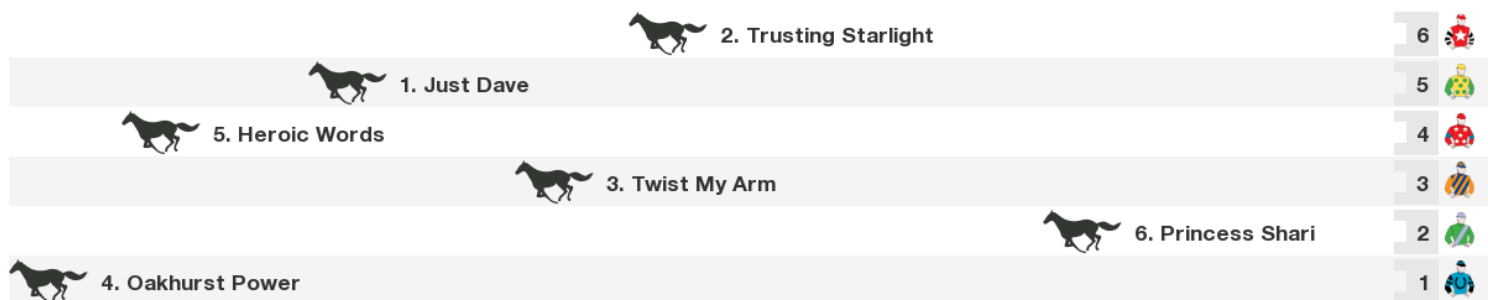 2. Trusting Starlight 6
1. Just Dave 5
5. Heroic Words 4
3. Twist My Arm 3
6. Princess Shari 2
4. Oakhurst Power 1